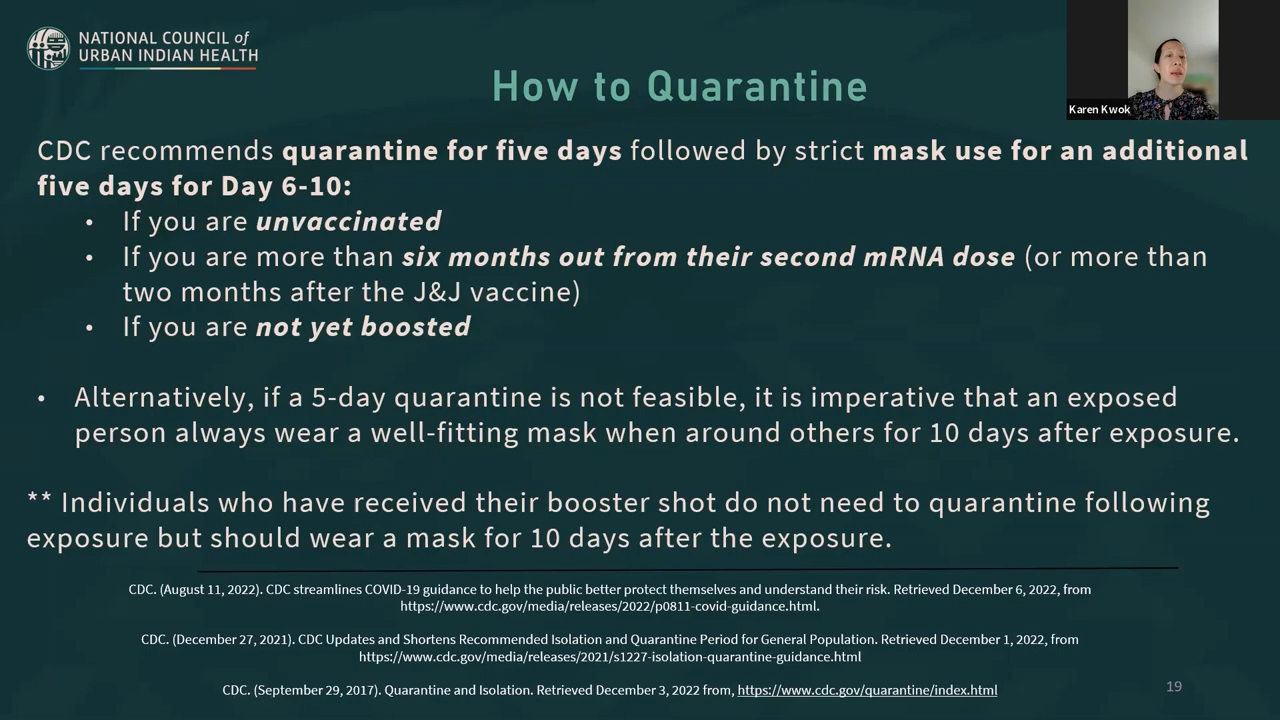 NATIONAL COUNCIL of
URBAN INDIAN HEALTH
How to Quarantine
Karen Kwok
CDC recommends quarantine for five days followed by strict mask use for an additional
five days for Day 6-10:
• If you are unvaccinated
• If you are more than six months out from their second mRNA dose (or more than
two months after the J&J vaccine)
• If you are not yet boosted
• Alternatively, if a 5-day quarantine is not feasible, it is imperative that an exposed
person always wear a well-fitting mask when around others for 10 days after exposure.
** Individuals who have received their booster shot do not need to quarantine following
exposure but should wear a mask for 10 days after the exposure.
CDC. (August 11, 2022). CDC streamlines COVID-19 guidance to help the public better protect themselves and understand their risk. Retrieved December 6, 2022, from
https://www.cdc.gov/media/releases/2022/p0811-covid-guidance.html.
CDC. (December 27, 2021). CDC Updates and Shortens Recommended Isolation and Quarantine Period for General Population. Retrieved December 1, 2022, from
https://www.cdc.gov/media/releases/2021/s1227-isolation-quarantine-guidance.html
CDC. (September 29, 2017). Quarantine and Isolation. Retrieved December 3, 2022 from, https://www.cdc.gov/quarantine/index.html
19